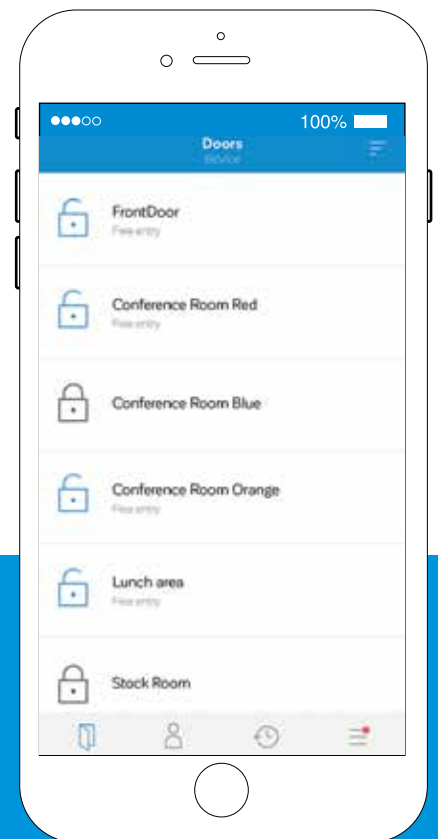 100%
Doors
FrontDoor
Free entry
Conference Room Red
Free entry
Conference Room Blue
Conference Room Orange
Free entry
Lunch area
Free entry
Stock Room